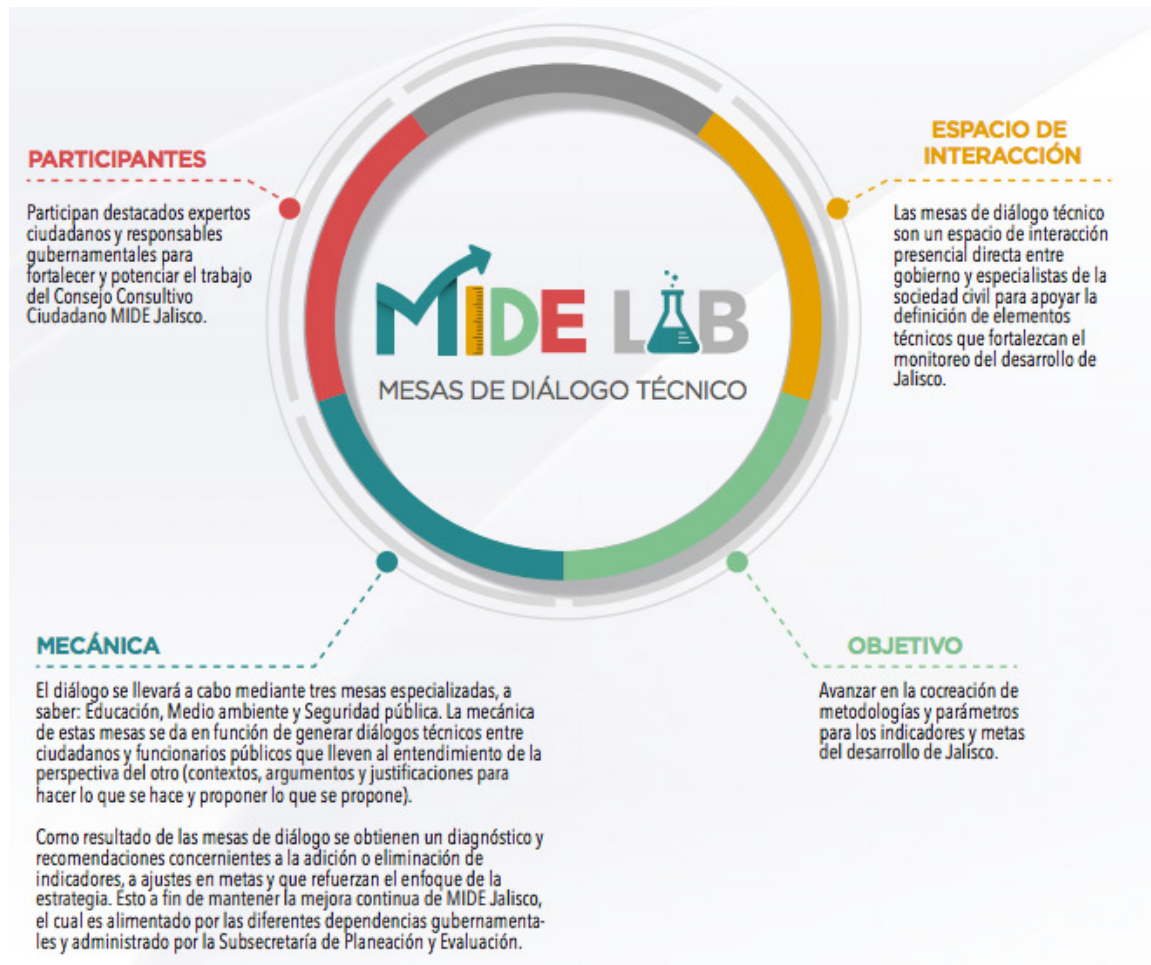 PARTICIPANTES
Participan destacados expertos
ciudadanos y responsables
gubernamentales para
fortalecer y potenciar el trabajo
del Consejo Consultivo
Ciudadano MIDE Jalisco.
ESPACIO DE
INTERACCIÓN
Las mesas de diálogo técnico
son un espacio de interacción
presencial directa entre
gobierno y especialistas de la
sociedad civil para apoyar la
definición de elementos
técnicos que fortalezcan el
monitoreo del desarrollo de
Jalisco.
MIDE LAB
MESAS DE DIÁLOGO TÉCNICO
MECÁNICA
El diálogo se llevará a cabo mediante tres mesas especializadas, a
saber: Educación, Medio ambiente y Seguridad pública. La mecánica
de estas mesas se da en función de generar diálogos técnicos entre
ciudadanos y funcionarios públicos que lleven al entendimiento de la
perspectiva del otro (contextos, argumentos y justificaciones para
hacer lo que se hace y proponer lo que se propone).
Como resultado de las mesas de diálogo se obtienen un diagnóstico y
recomendaciones concernientes a la adición o eliminación de
indicadores, a ajustes en metas y que refuerzan el enfoque de la
estrategia. Esto a fin de mantener la mejora continua de MIDE Jalisco,
el cual es alimentado por las diferentes dependencias gubernamenta-
les y administrado por la Subsecretaría de Planeación y Evaluación.
OBJETIVO
Avanzar en la cocreación de
metodologías y parámetros
para los indicadores y metas
del desarrollo de Jalisco.